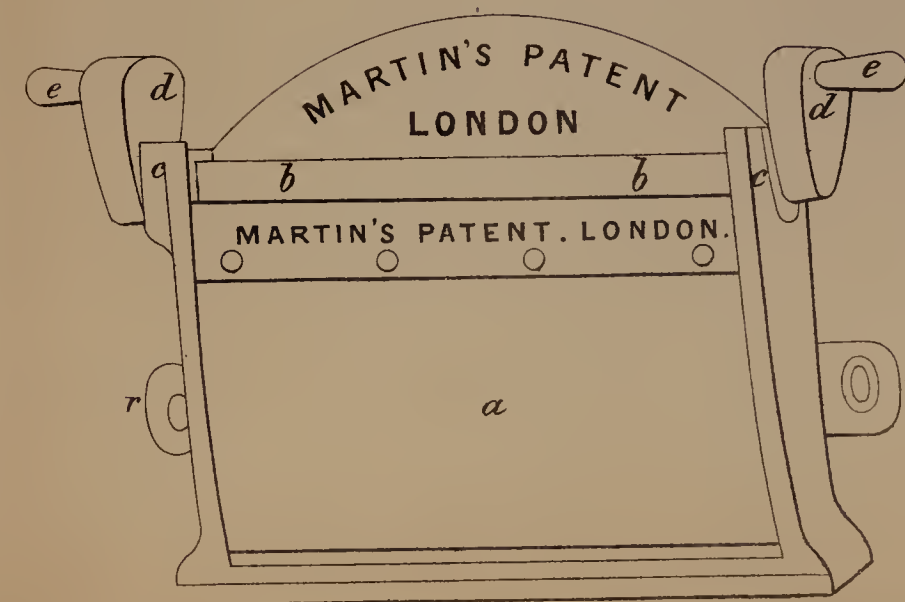 MARTIN'S PATENT
LONDON
e d d e
c b b c
MARTIN'S PATENT. LONDON.
r a